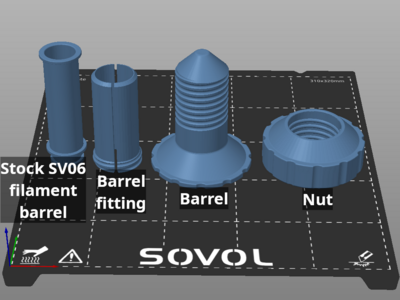 Stock SV06
filament
barrel
Barrel
fitting
Barrel
Nut
SOVOL